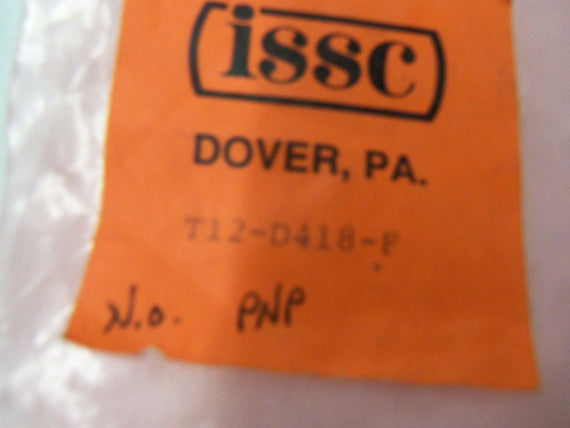 issc
DOVER, PA.
T12-D418-F
N.O. PNP